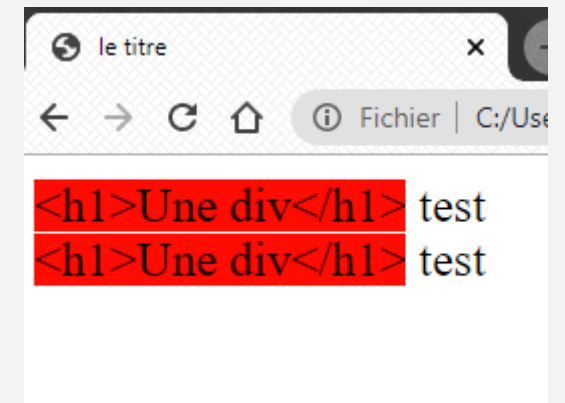 le titre
Fichier C:/Use
<h1>Une div</h1> test
<h1>Une div</h1> test